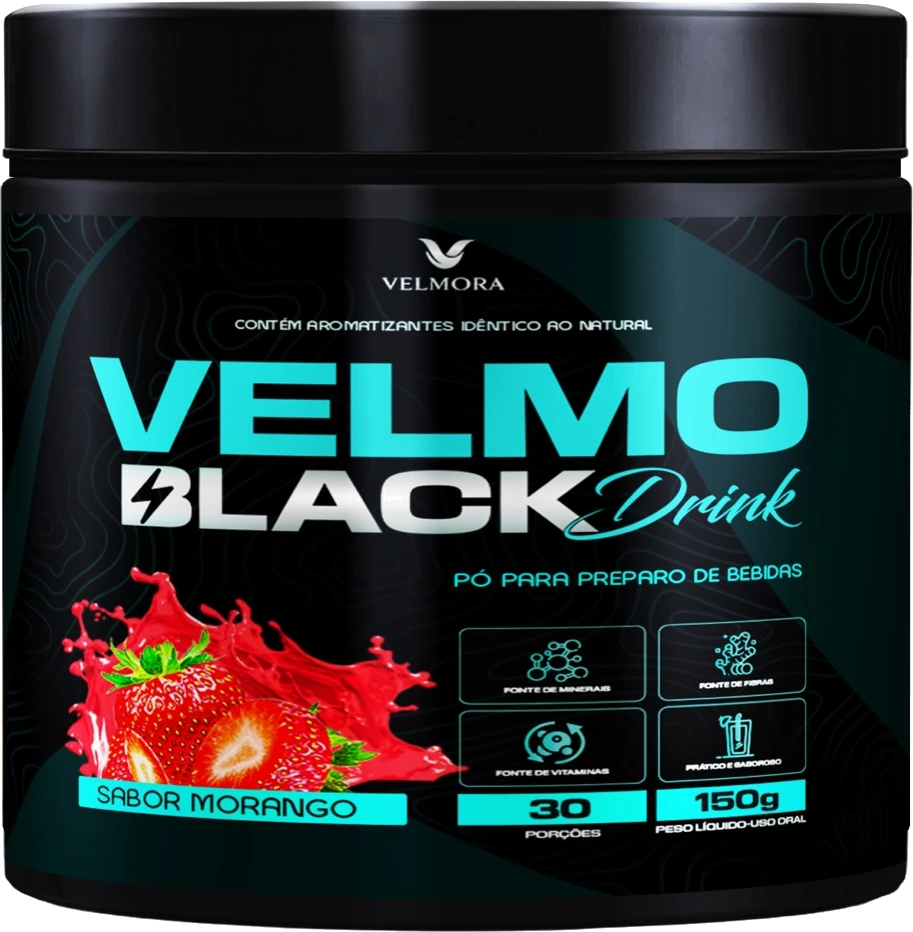 VELMORA
CONTÉM AROMATIZANTES IDÊNTICO AO NATURAL
VELMO
BLACK Drink
PÓ PARA PREPARO DE BEBIDAS
FONTE DE MINERAIS
FONTE DE FIBRAS
FONTE DE VITAMINAS
PRÁTICO E SABOROSO
SABOR MORANGO
30
PORÇÕES
150g
PESO LÍQUIDO-USO ORAL